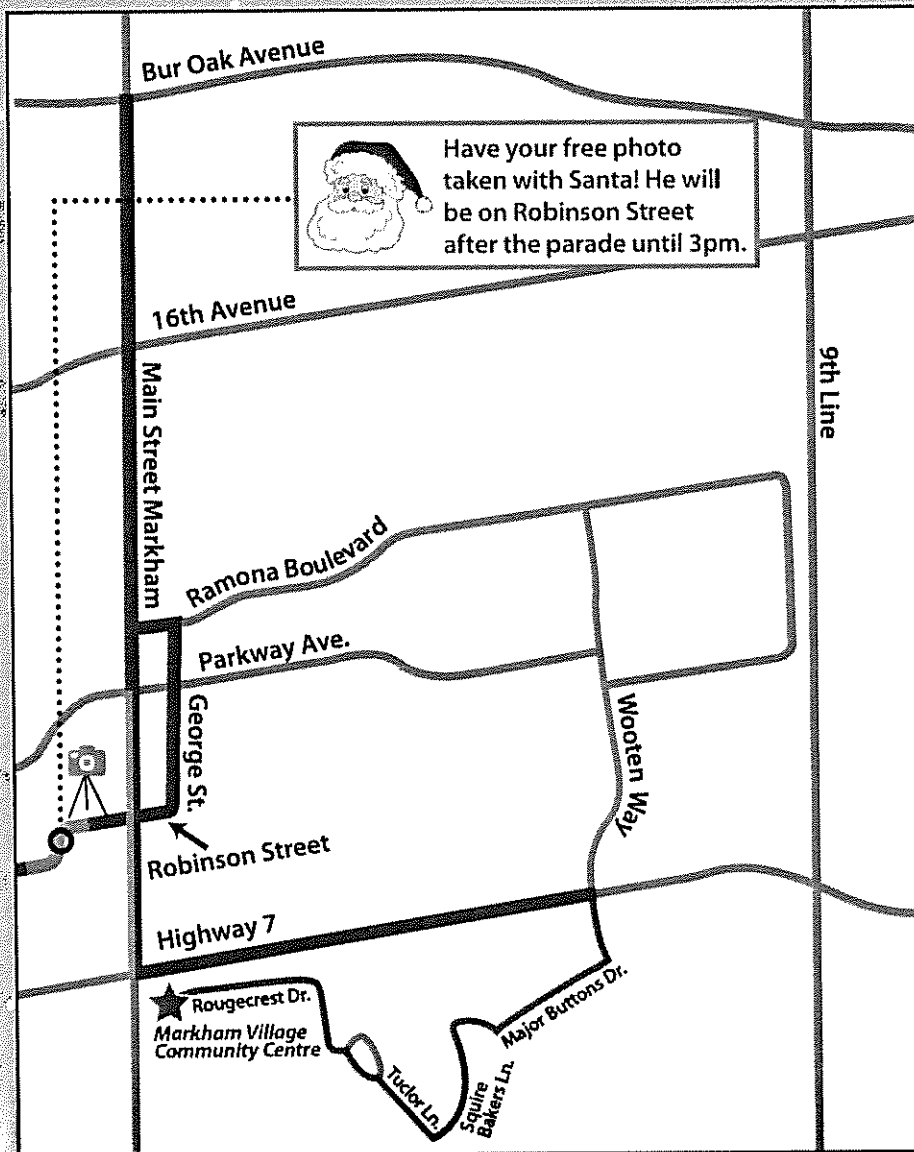 Bur Oak Avenue
Have your free photo
taken with Santa! He will
be on Robinson Street
after the parade until 3pm.
16th Avenue
Main Street Markham
9th Line
Ramona Boulevard
Parkway Ave.
George St.
Wooten Way
Robinson Street
Highway 7
Rougecrest Dr.
Markham Village
Community Centre
Major Buttons Dr.
Tuclor Ln.
Squire
Bakers Ln.